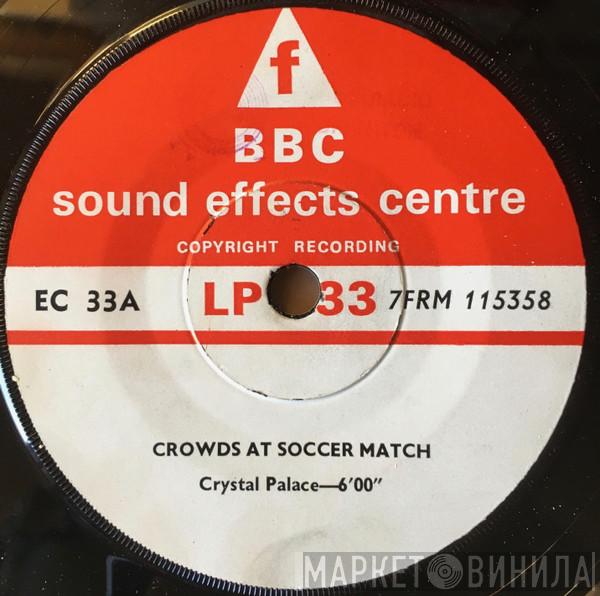 f
BBC
sound effects centre
COPYRIGHT RECORDING
EC 33A LP 33 7FRM 115358
CROWDS AT SOCCER MATCH
Crystal Palace—6'00"
МАРКЕТ ВИНИЛА